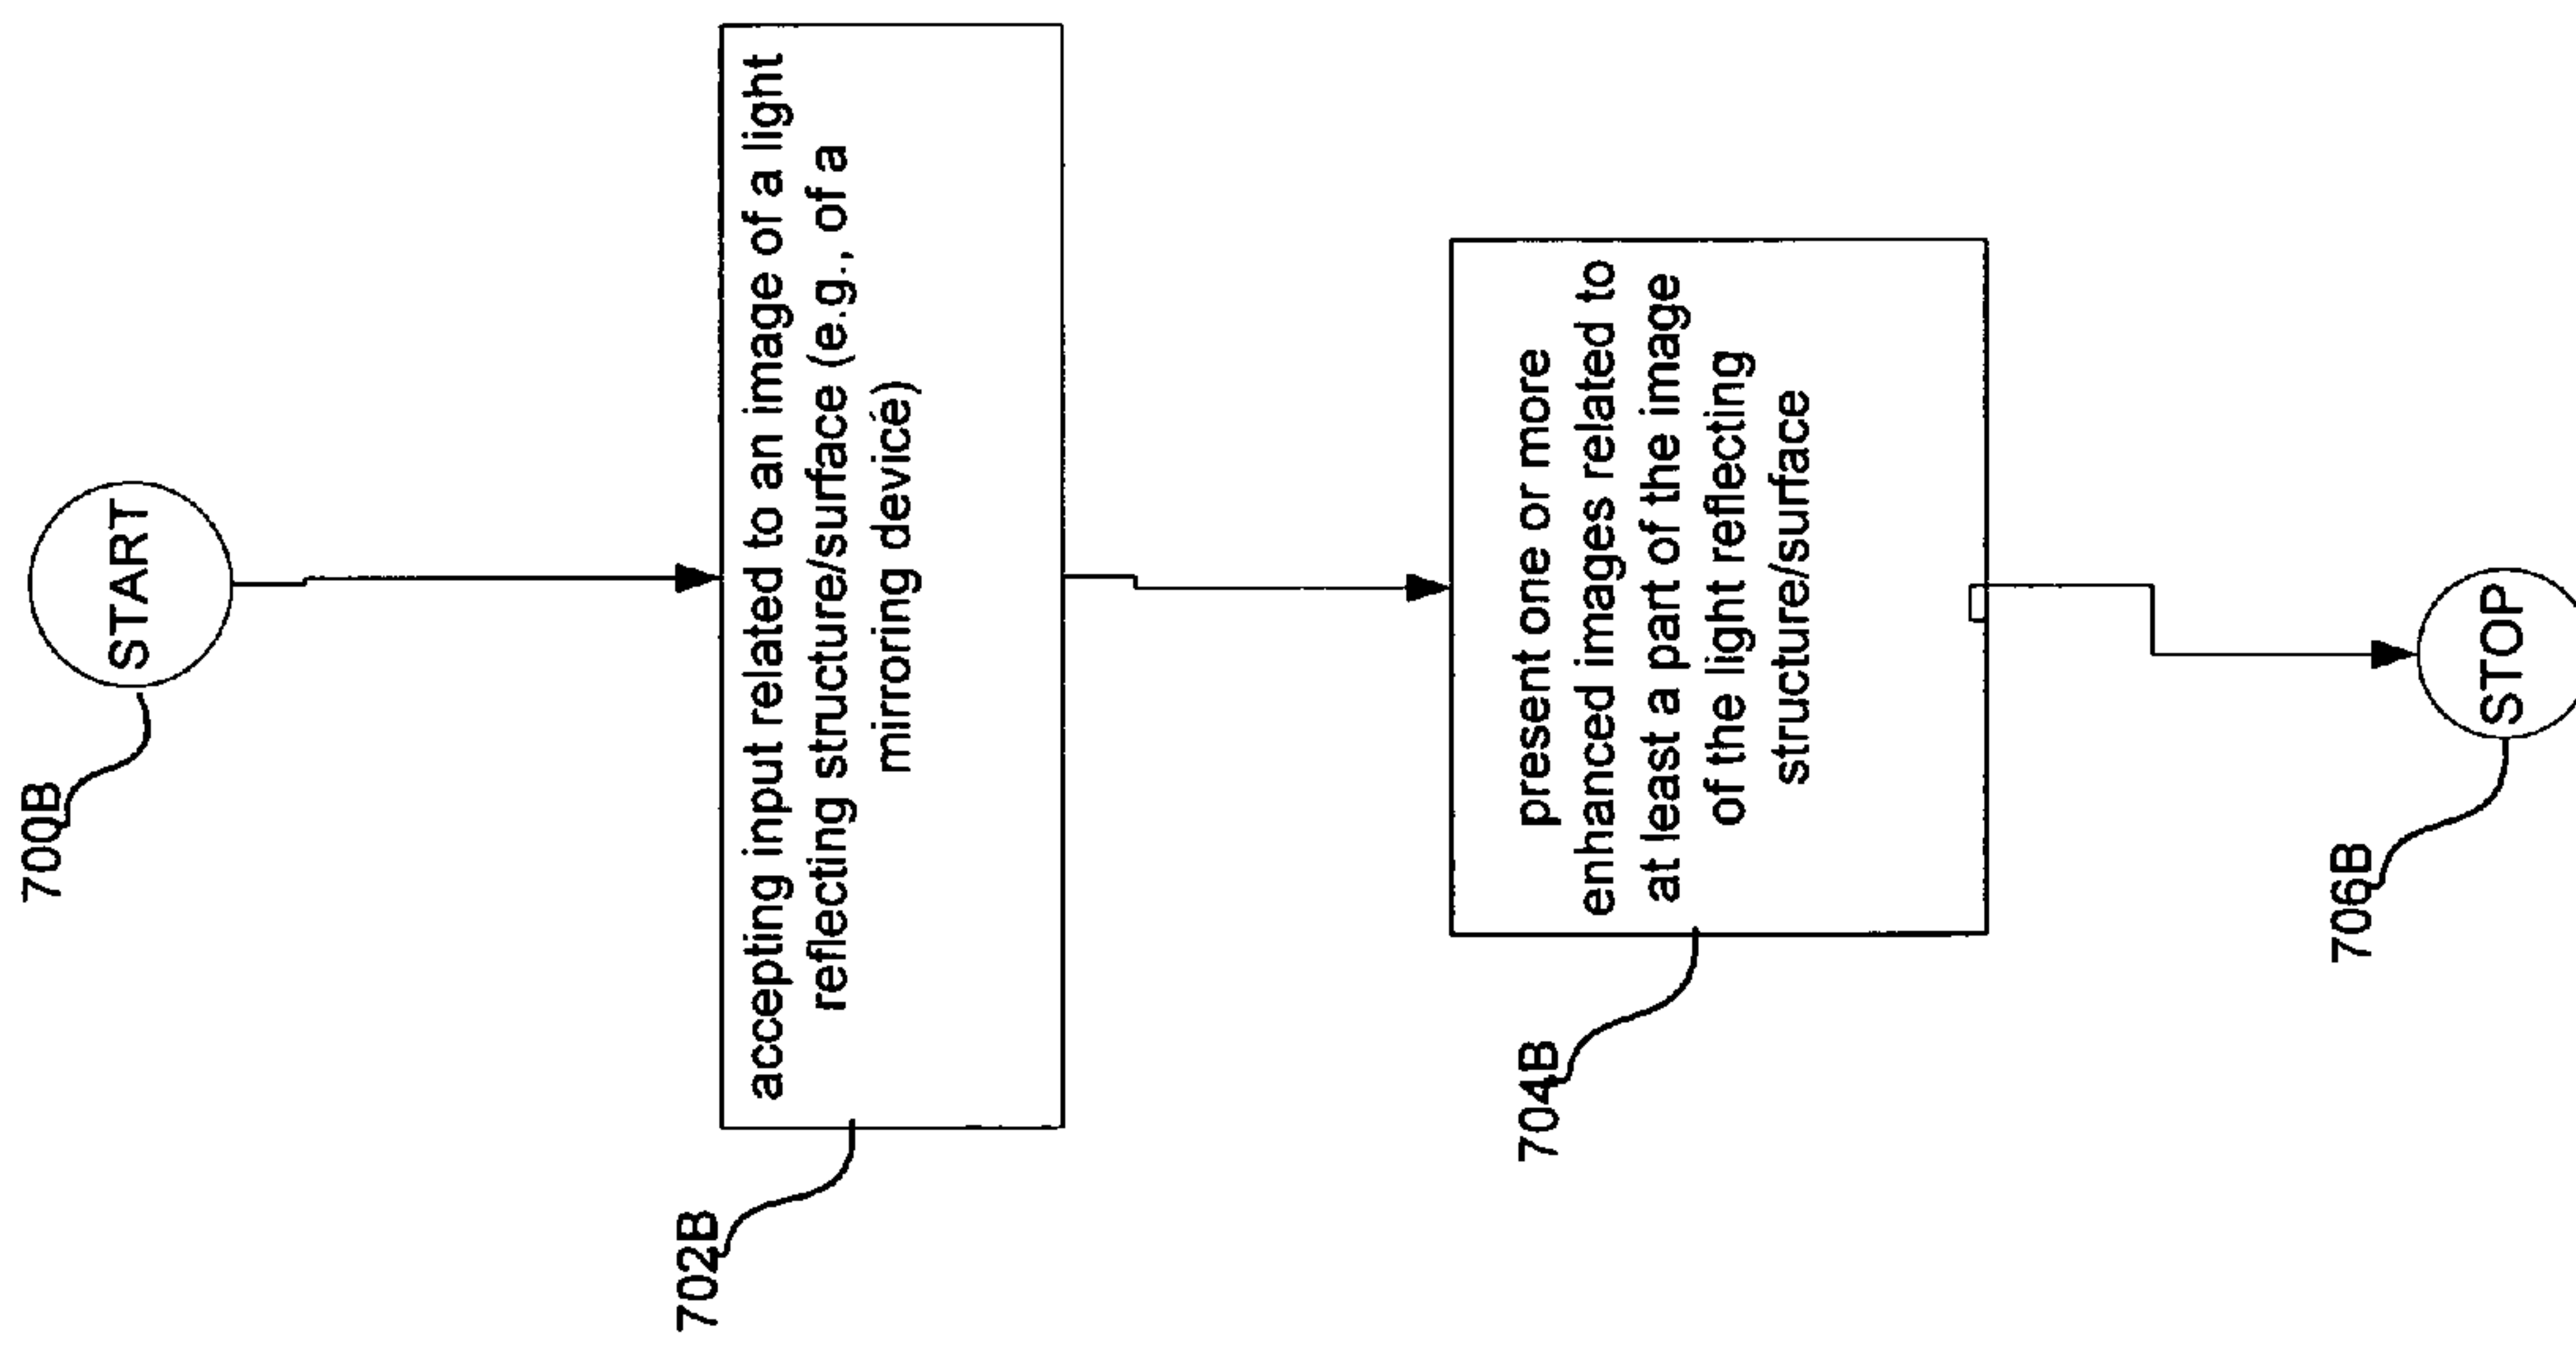 700B
START
702B
accepting input related to an image of a light
reflecting structure/surface (e.g., of a
mirroring device)
704B
present one or more
enhanced images related to
at least a part of the image
of the light reflecting
structure/surface
706B
STOP